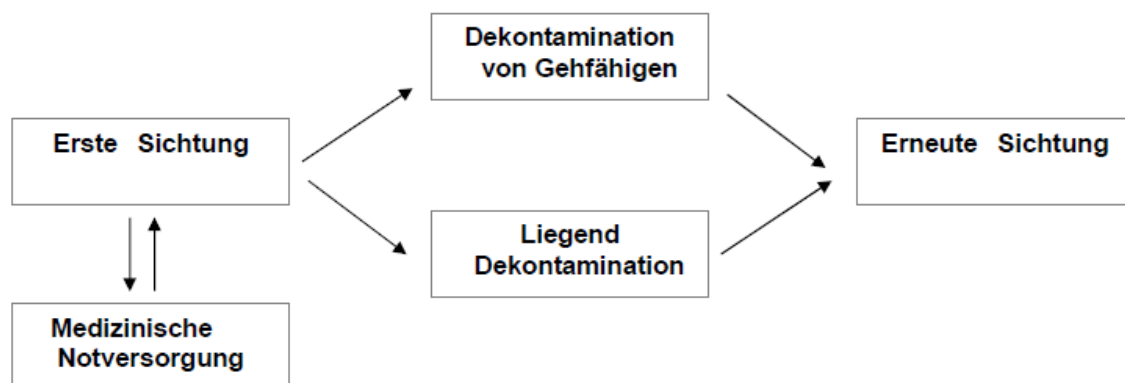 Dekontamination
von Gehfähigen
Erste Sichtung
Erneute Sichtung
Liegend
Dekontamination
Medizinische
Notversorgung